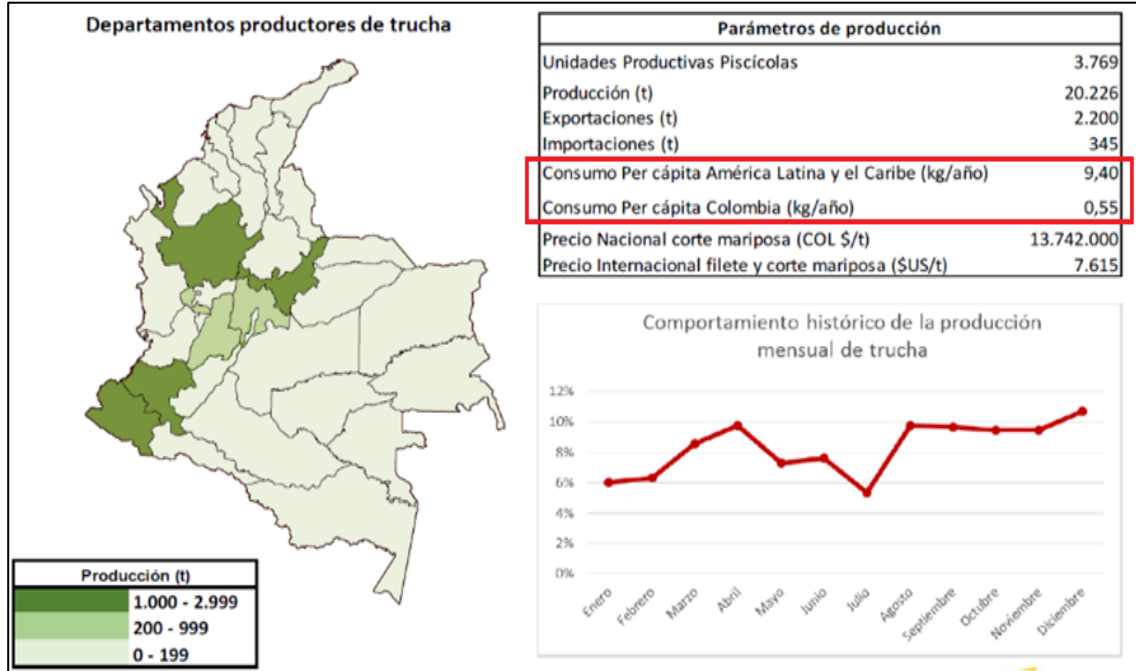 Departamentos productores de trucha
Producción (t)
1.000 - 2.999
200 - 999
0 - 199
Parámetros de producción
Unidades Productivas Piscícolas 3.769
Producción (t) 20.226
Exportaciones (t) 2.200
Importaciones (t) 345
Consumo Per cápita América Latina y el Caribe (kg/año) 9,40
Consumo Per cápita Colombia (kg/año) 0,55
Precio Nacional corte mariposa (COL $/t) 13.742.000
Precio Internacional filete y corte mariposa ($US/t) 7.615
Comportamiento histórico de la producción
mensual de trucha
12%
10%
8%
6%
4%
2%
0%
Enero Febrero Marzo Abril Mayo Junio Julio Agosto Septiembre Octubre Noviembre Diciembre